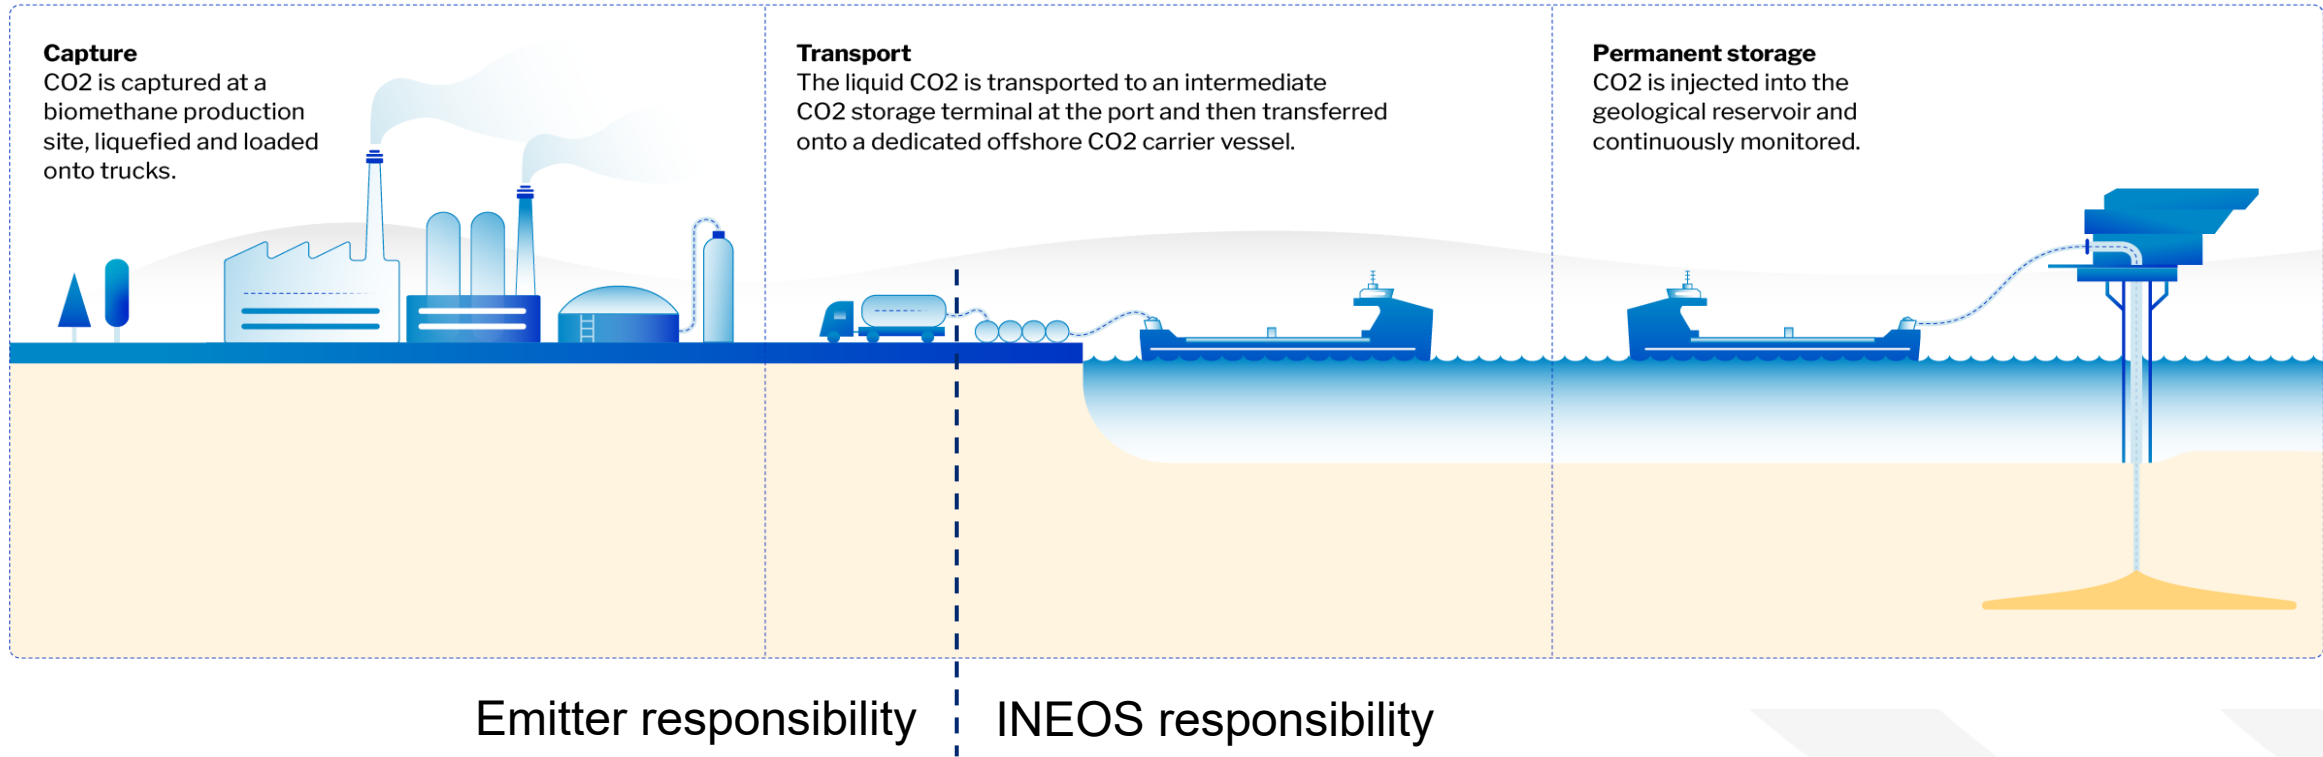 Capture
CO2 is captured at a
biomethane production
site, liquefied and loaded
onto trucks.
Transport
The liquid CO2 is transported to an intermediate
CO2 storage terminal at the port and then transferred
onto a dedicated offshore CO2 carrier vessel.
Permanent storage
CO2 is injected into the
geological reservoir and
continuously monitored.
Emitter responsibility
INEOS responsibility